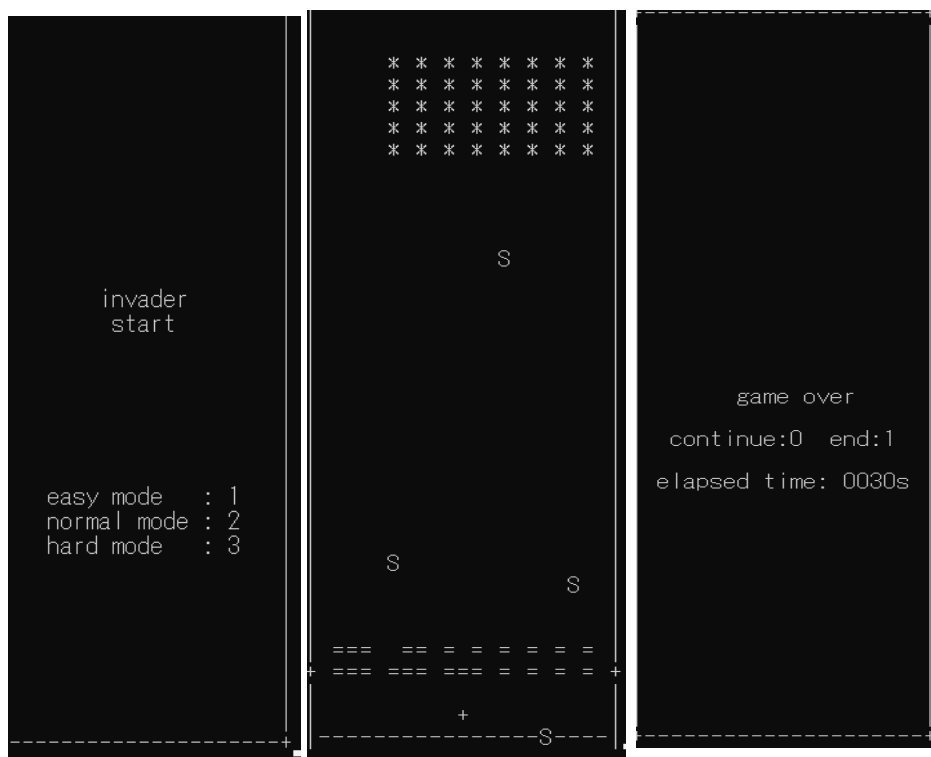 invader
start
easy mode : 1
normal mode : 2
hard mode : 3
* * * * * * * *
* * * * * * * *
* * * * * * * *
* * * * * * * *
* * * * * * * *
S
S
S
=== == = = = = =
+ === === === = = = = +
+
-----------------S----
game over
continue:0 end:1
elapsed time: 0030s